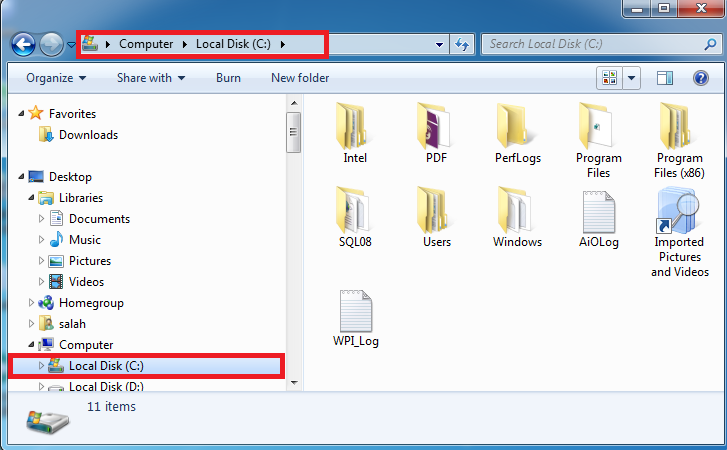 Computer Local Disk (C:)
Search Local Disk (C:)
Organize Share with Burn New folder
Favorites
Downloads
Desktop
Libraries
Documents
Music
Pictures
Videos
Homegroup
salah
Computer
Local Disk (C:)
Local Disk (D:)
Intel PDF PerfLogs Program Files Program Files (x86)
SQL08 Users Windows AiOLog Imported Pictures and Videos
WPI_Log
11 items